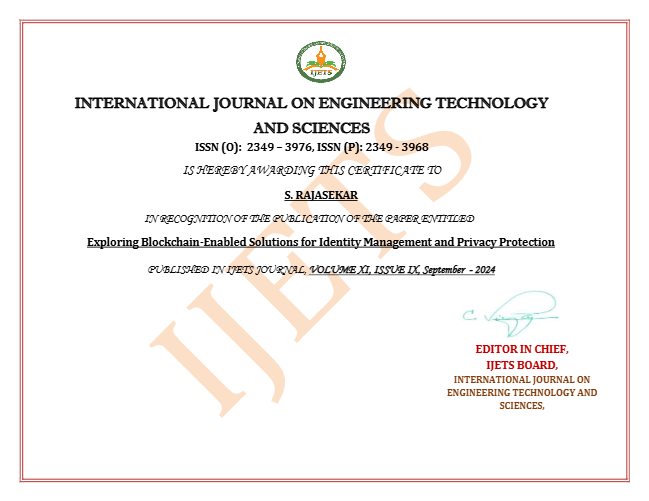 IJETS
INTERNATIONAL JOURNAL ON ENGINEERING TECHNOLOGY
AND SCIENCES
ISSN (O): 2349 – 3976, ISSN (P): 2349 - 3968
IS HEREBY AWARDING THIS CERTIFICATE TO
S. RAJASEKAR
IN RECOGNITION OF THE PUBLICATION OF THE PAPER ENTITLED
Exploring Blockchain-Enabled Solutions for Identity Management and Privacy Protection
PUBLISHED IN IJETS JOURNAL, VOLUME XI, ISSUE IX, September - 2024
IJETS
EDITOR IN CHIEF,
IJETS BOARD,
INTERNATIONAL JOURNAL ON
ENGINEERING TECHNOLOGY AND
SCIENCES,